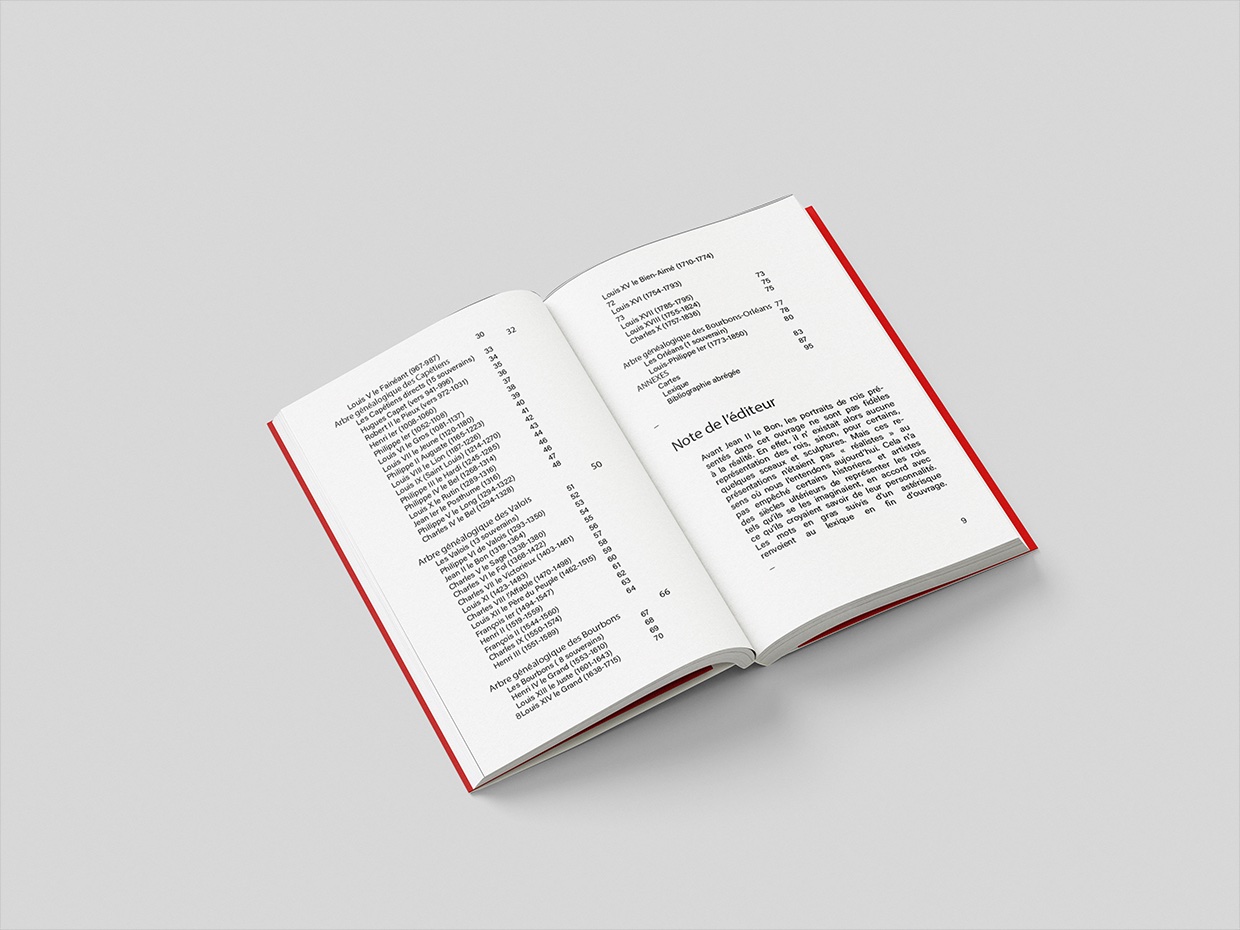 30 32
Louis V le Fainéant (967-987)
Arbre généalogique des Capétiens 33
Les Capétiens directs (15 souverains) 34
Hugues Capet (vers 941-996) 35
Robert II le Pieux (vers 972-1031) 36
Henri Ier (1008-1060) 37
Philippe Ier (1052-1108) 38
Louis VI le Gros (1081-1137) 39
Louis VII le Jeune (1120-1180) 40
Philippe II Auguste (1165-1223) 41
Louis VIII le Lion (1187-1226) 42
Louis IX (Saint Louis) (1214-1270) 43
Philippe III le Hardi (1245-1285) 44
Philippe IV le Bel (1268-1314) 46
Louis X le Hutin (1289-1316) 46
Jean Ier le Posthume (1316) 47
Philippe V le Long (1294-1322) 48
Charles IV le Bel (1294-1328)
50
Arbre généalogique des Valois
Les Valois (13 souverains) 51
Philippe VI de Valois (1293-1350) 52
Jean II le Bon (1319-1364) 53
Charles V le Sage (1338-1380) 54
Charles VI le Fol (1368-1422) 55
Charles VII le Victorieux (1403-1461) 56
Louis XI (1423-1483) 57
Charles VIII l'Affable (1470-1498) 58
Louis XII le Père du Peuple (1462-1515) 59
François Ier (1494-1547) 60
Henri II (1519-1559) 61
François II (1544-1560) 62
Charles IX (1550-1574) 63
Henri III (1551-1589) 64
66
Arbre généalogique des Bourbons
Les Bourbons ( 8 souverains) 67
Henri IV le Grand (1553-1610) 68
Louis XIII le Juste (1601-1643) 69
8Louis XIV le Grand (1638-1715) 70
Louis XV le Bien-Aimé (1710-1774)
72
Louis XVI (1754-1793) 73
73 75
Louis XVII (1785-1795) 75
Louis XVIII (1755-1824)
Charles X (1757-1836)
Arbre généalogique des Bourbons-Orléans 77
Les Orléans (1 souverain) 78
Louis-Philippe Ier (1773-1850) 80
ANNEXES
Cartes 83
Lexique 87
Bibliographie abrégée 95
–
Note de l'éditeur
Avant Jean II le Bon, les portraits de rois pré-
sentés dans cet ouvrage ne sont pas fidèles
à la réalité. En effet, il n' existait alors aucune
représentation des rois, sinon, pour certains,
quelques sceaux et sculptures. Mais ces re-
présentations n'étaient pas « réalistes » au
sens où nous l'entendons aujourd'hui. Cela n'a
pas empêché certains historiens et artistes
des siècles ultérieurs de représenter les rois
tels qu'ils se les imaginaient, en accord avec
ce qu'ils croyaient savoir de leur personnalité.
Les mots en gras suivis d'un astérisque
renvoient au lexique en fin d'ouvrage.
9
–